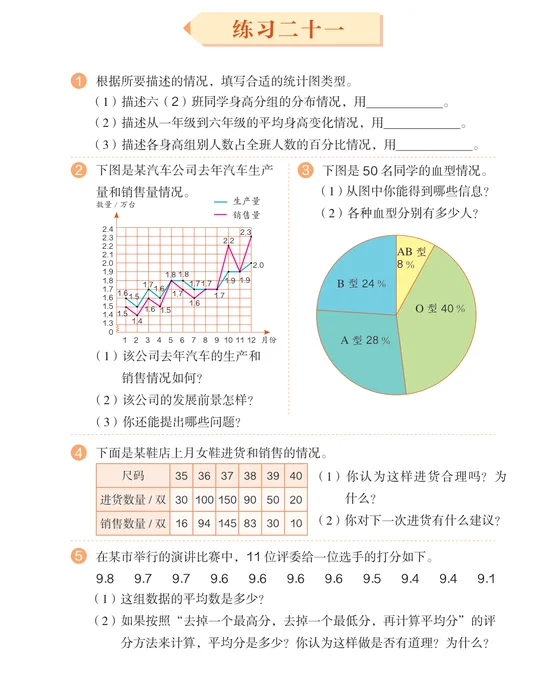 练习二十一
1 根据所要描述的情况，填写合适的统计图类型。
（1）描述六（2）班同学身高分组的分布情况，用____________。
（2）描述从一年级到六年级的平均身高变化情况，用____________。
（3）描述各身高组别人数占全班人数的百分比情况，用____________。
2 下图是某汽车公司去年汽车生产
量和销售量情况。
数量/万台
生产量
销售量
2.4
2.3
2.2
2.1
2.0
1.9
1.8
1.7
1.6
1.5
1.4
1.3
0
1.6 1.5 1.7 1.6 1.8 1.8 1.7 1.7 1.9 1.9 2.0
1.5 1.4 1.6 1.5 1.7 1.6 1.7 2.2 2.3
1 2 3 4 5 6 7 8 9 10 11 12 月份
（1）该公司去年汽车的生产和
销售情况如何？
（2）该公司的发展前景怎样？
（3）你还能提出哪些问题？
3 下图是 50 名同学的血型情况。
（1）从图中你能得到哪些信息？
（2）各种血型分别有多少人？
AB 型
8%
B 型 24%
O 型 40%
A 型 28%
4 下面是某鞋店上月女鞋进货和销售的情况。
尺码 35 36 37 38 39 40
进货数量/双 30 100 150 90 50 20
销售数量/双 16 94 145 83 30 10
（1）你认为这样进货合理吗？为
什么？
（2）你对下一次进货有什么建议？
5 在某市举行的演讲比赛中，11 位评委给一位选手的打分如下。
9.8 9.7 9.7 9.6 9.6 9.6 9.6 9.5 9.4 9.4 9.1
（1）这组数据的平均数是多少？
（2）如果按照“去掉一个最高分，去掉一个最低分，再计算平均分”的评
分方法来计算，平均分是多少？你认为这样做是否有道理？为什么？